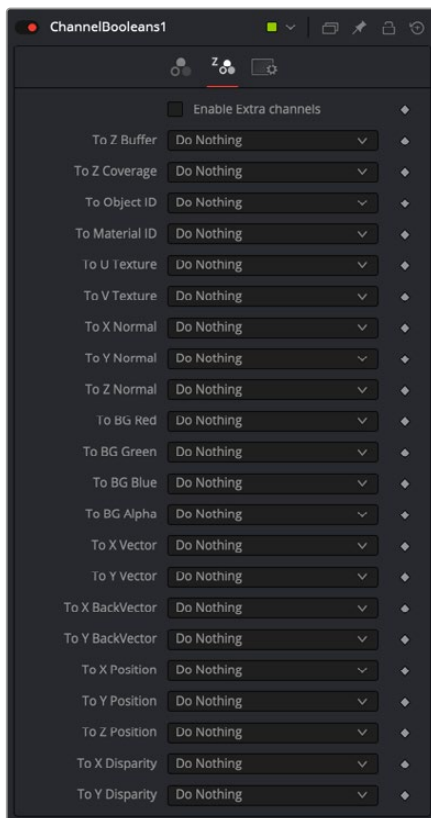 ChannelBooleans1
Z
Enable Extra channels
To Z Buffer Do Nothing
To Z Coverage Do Nothing
To Object ID Do Nothing
To Material ID Do Nothing
To U Texture Do Nothing
To V Texture Do Nothing
To X Normal Do Nothing
To Y Normal Do Nothing
To Z Normal Do Nothing
To BG Red Do Nothing
To BG Green Do Nothing
To BG Blue Do Nothing
To BG Alpha Do Nothing
To X Vector Do Nothing
To Y Vector Do Nothing
To X BackVector Do Nothing
To Y BackVector Do Nothing
To X Position Do Nothing
To Y Position Do Nothing
To Z Position Do Nothing
To X Disparity Do Nothing
To Y Disparity Do Nothing